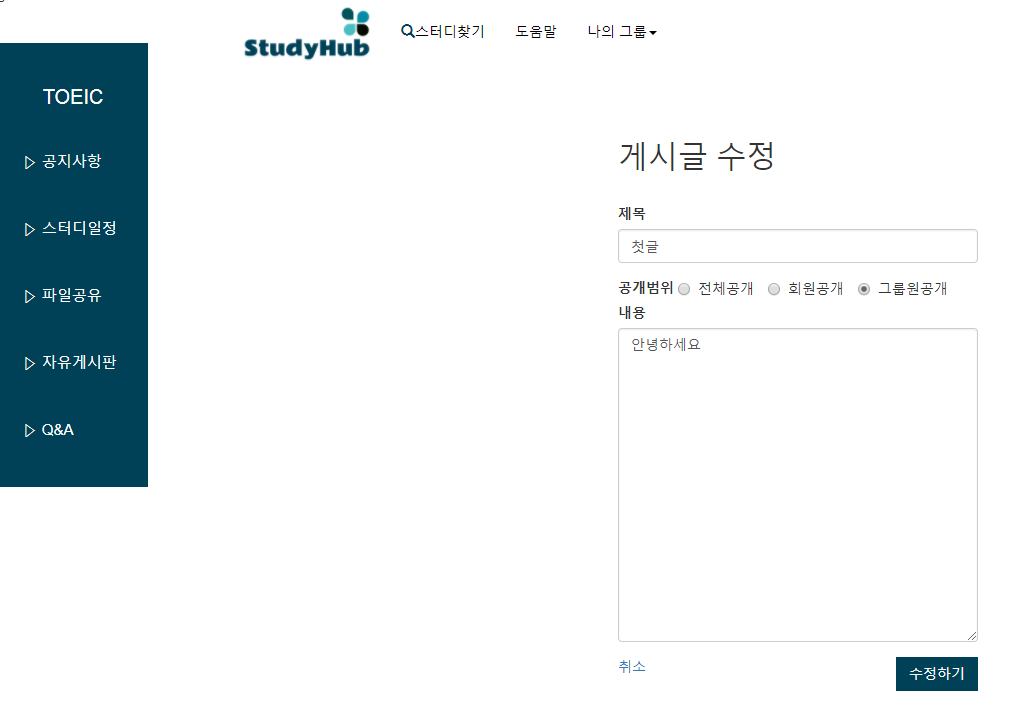 StudyHub 스터디찾기 도움말 나의 그룹
TOEIC
▷ 공지사항
▷ 스터디일정
▷ 파일공유
▷ 자유게시판
▷ Q&A
게시글 수정
제목
첫글
공개범위 전체공개 회원공개 그룹원공개
내용
안녕하세요
취소 수정하기